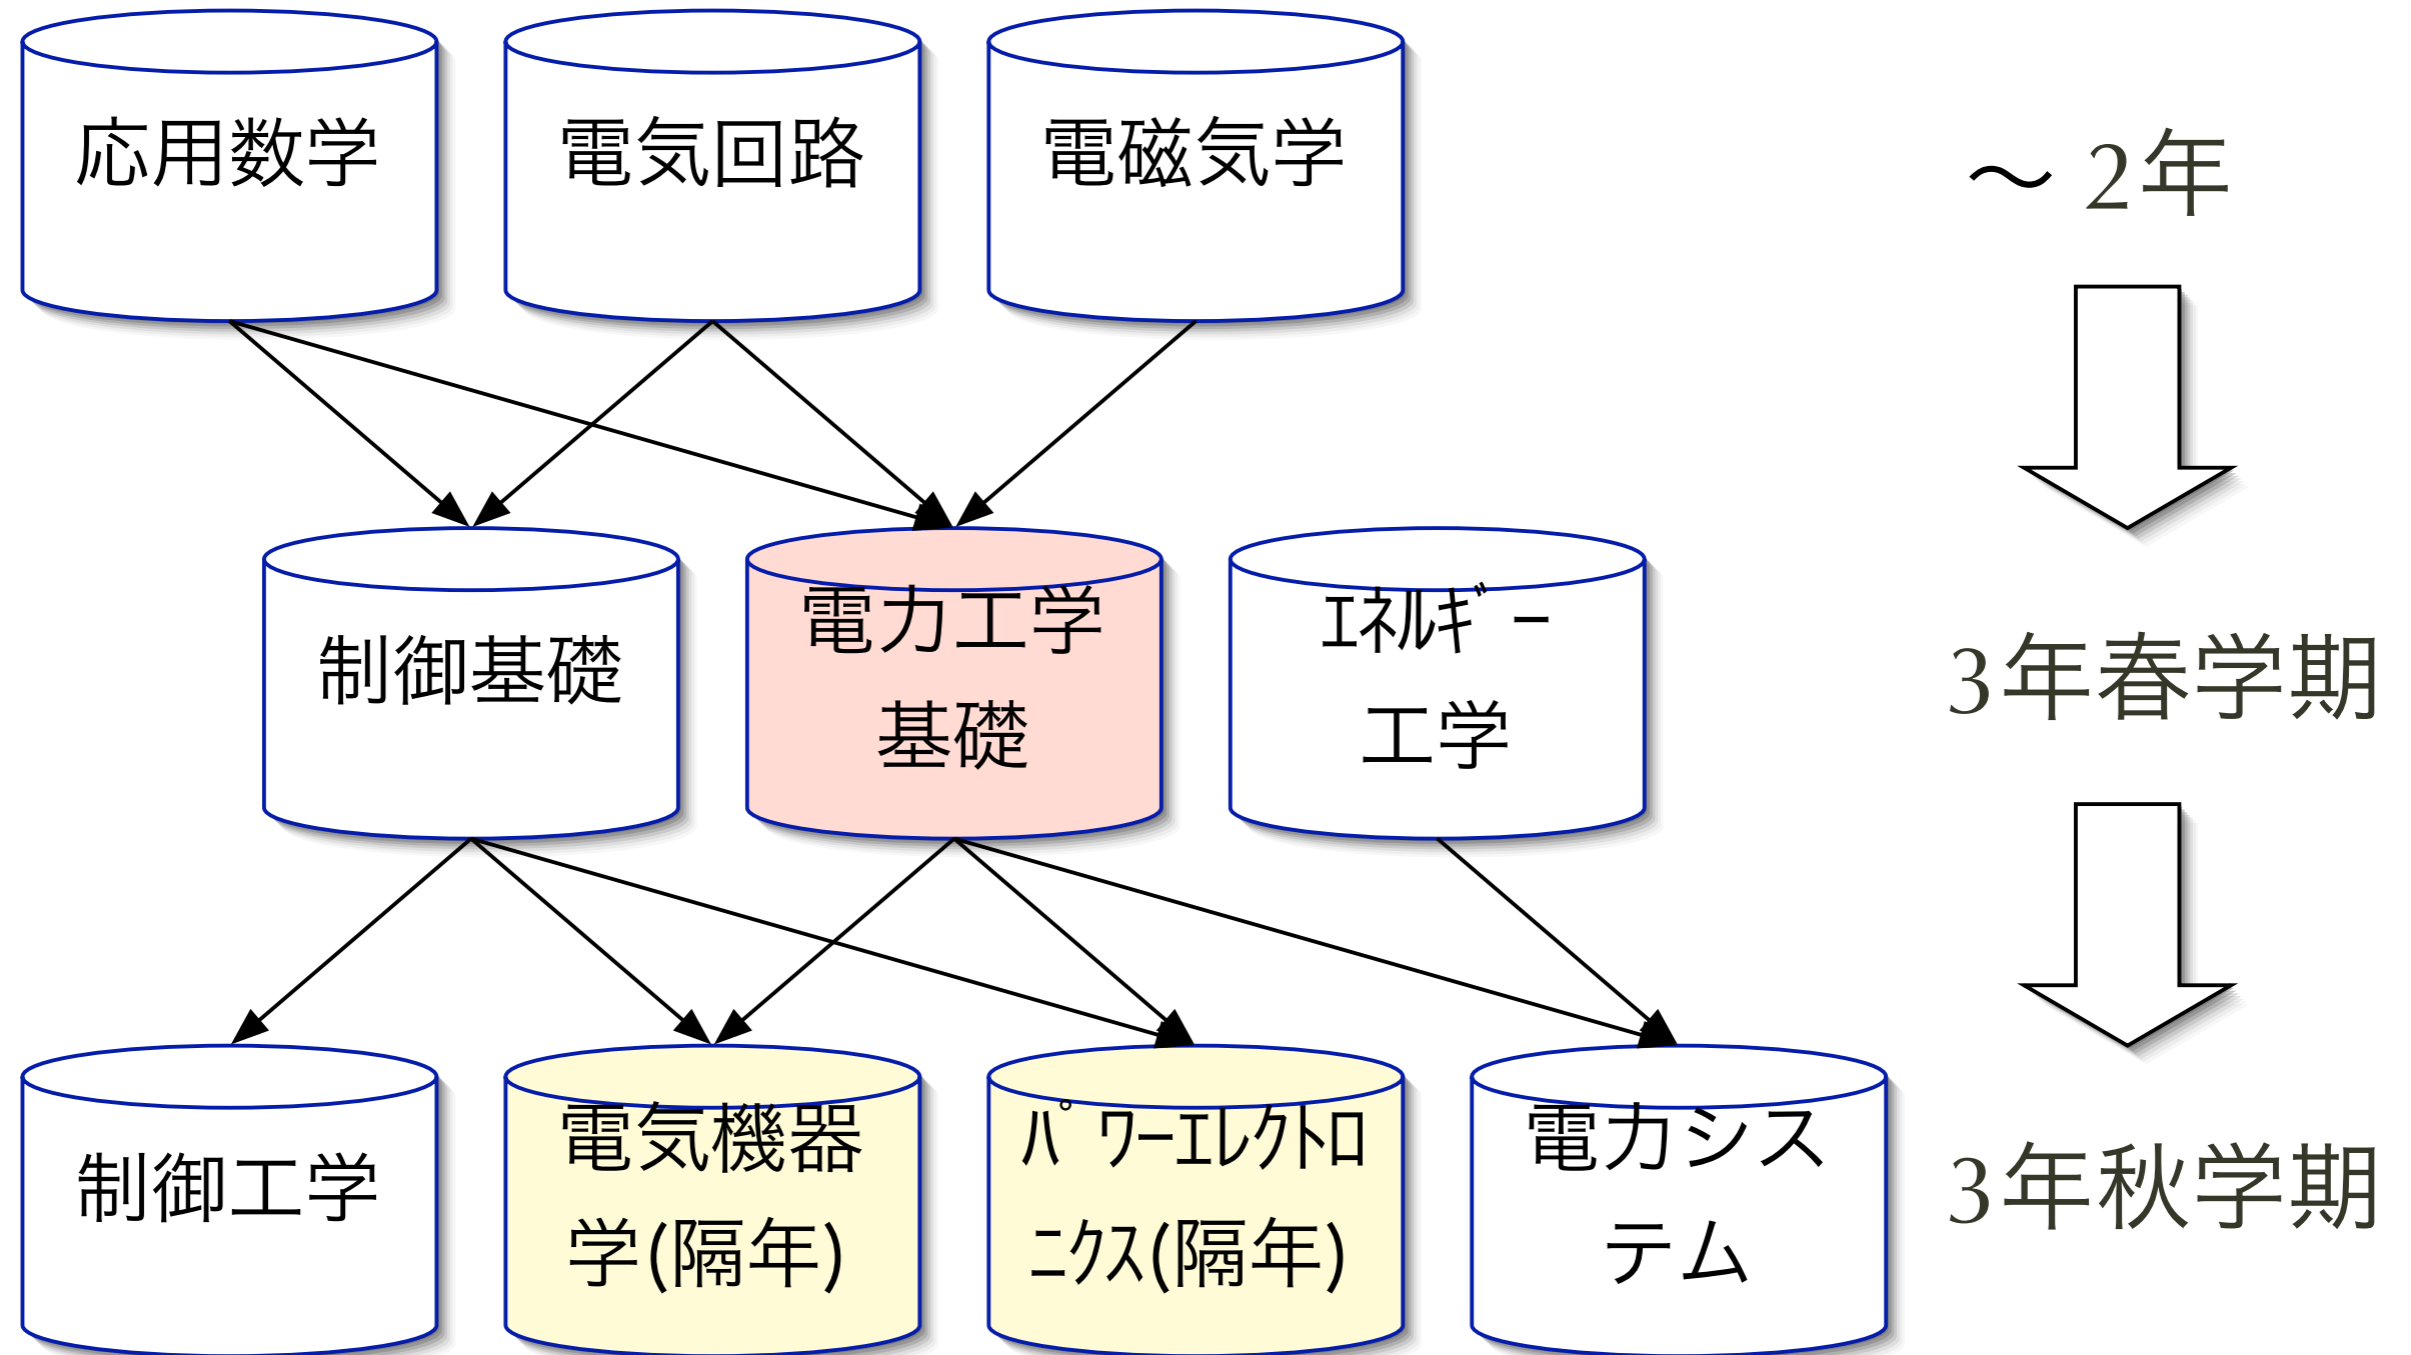 応用数学
電気回路
電磁気学
～ 2年
制御基礎
電力工学
基礎
ｴﾈﾙｷﾞｰ
工学
3年春学期
制御工学
電気機器
学(隔年)
ﾊﾟﾜｰｴﾚｸﾄﾛ
ﾆｸｽ(隔年)
電力シス
テム
3年秋学期